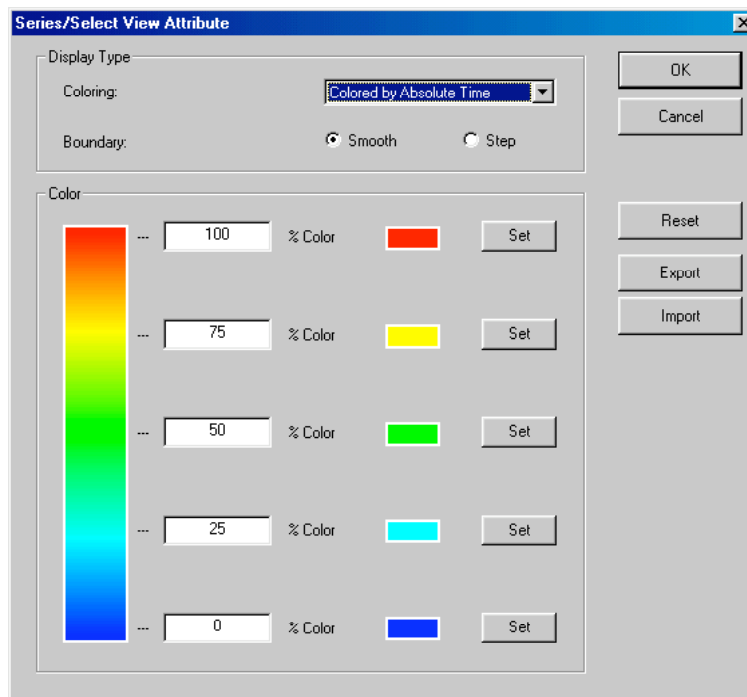 Series/Select View Attribute
Display Type
Coloring: Colored by Absolute Time
Boundary: Smooth Step
OK
Cancel
Color
--- 100 % Color Set
--- 75 % Color Set
--- 50 % Color Set
--- 25 % Color Set
--- 0 % Color Set
Reset
Export
Import